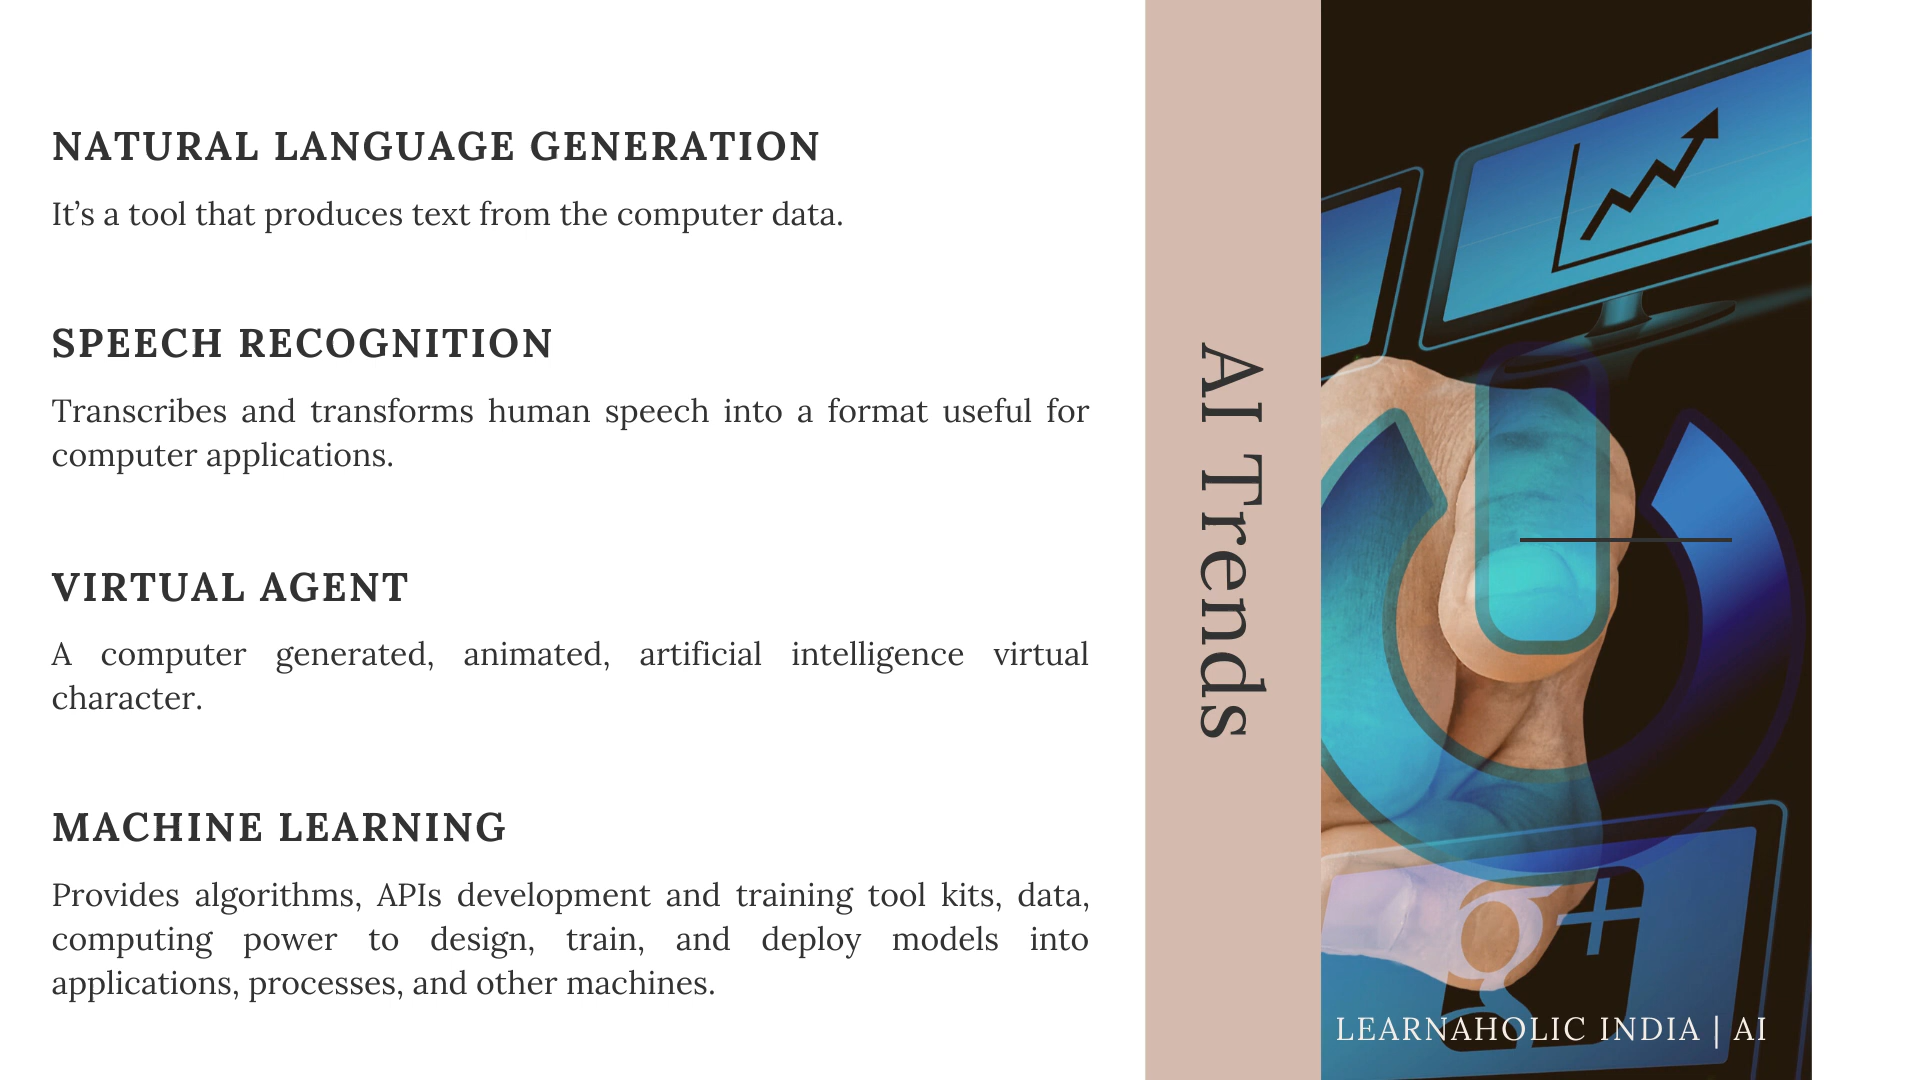 NATURAL LANGUAGE GENERATION
It’s a tool that produces text from the computer data.
SPEECH RECOGNITION
Transcribes and transforms human speech into a format useful for
computer applications.
VIRTUAL AGENT
A computer generated, animated, artificial intelligence virtual
character.
MACHINE LEARNING
Provides algorithms, APIs development and training tool kits, data,
computing power to design, train, and deploy models into
applications, processes, and other machines.
AI Trends
g+
LEARNAHOLIC INDIA | AI